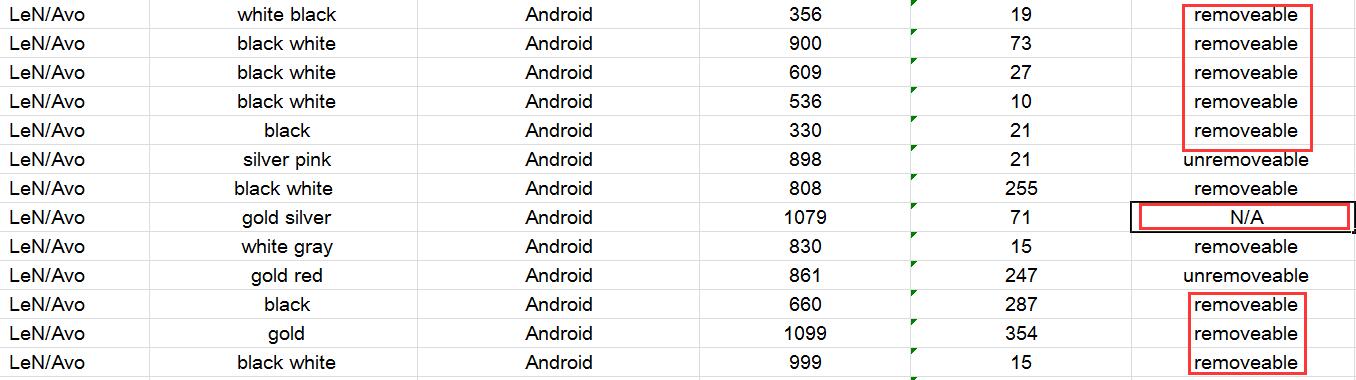 LeN/Avo white black Android 356 19 removeable
LeN/Avo black white Android 900 73 removeable
LeN/Avo black white Android 609 27 removeable
LeN/Avo black white Android 536 10 removeable
LeN/Avo black Android 330 21 removeable
LeN/Avo silver pink Android 898 21 unremoveable
LeN/Avo black white Android 808 255 removeable
LeN/Avo gold silver Android 1079 71 N/A
LeN/Avo white gray Android 830 15 removeable
LeN/Avo gold red Android 861 247 unremoveable
LeN/Avo black Android 660 287 removeable
LeN/Avo gold Android 1099 354 removeable
LeN/Avo black white Android 999 15 removeable